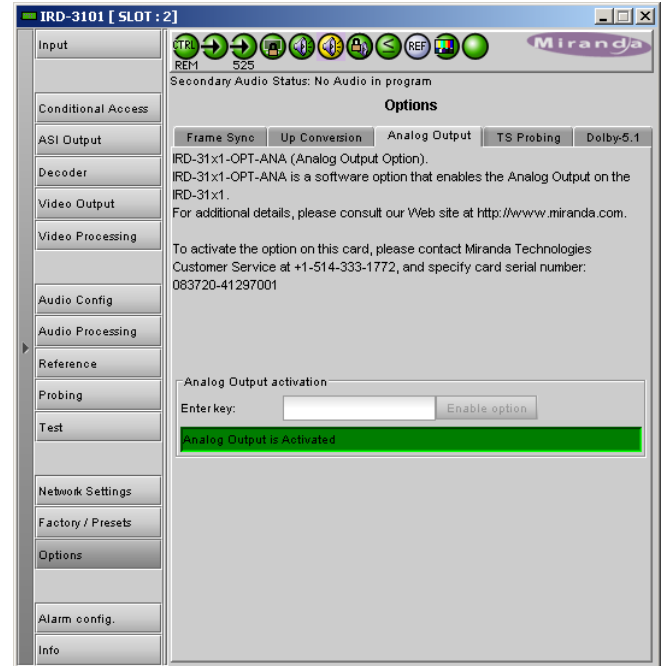 IRD-3101 [ SLOT : 2]
Input
CTRL
REF
Miranda
REM
525
Secondary Audio Status: No Audio in program
Options
Conditional Access
ASI Output
Decoder
Video Output
Video Processing
Audio Config
Audio Processing
Reference
Probing
Test
Network Settings
Factory / Presets
Options
Alarm config.
Info
Frame Sync
Up Conversion
Analog Output
TS Probing
Dolby-5.1
IRD-31x1-OPT-ANA (Analog Output Option).
IRD-31x1-OPT-ANA is a software option that enables the Analog Output on the
IRD-31x1.
For additional details, please consult our Web site at http://www.miranda.com.
To activate the option on this card, please contact Miranda Technologies
Customer Service at +1-514-333-1772, and specify card serial number:
083720-41297001
Analog Output activation
Enter key:
Enable option
Analog Output is Activated